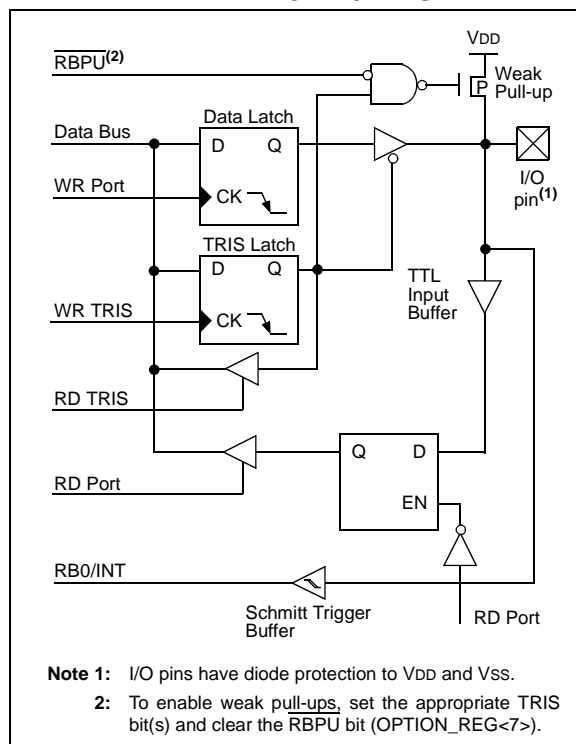 VDD
RBPU(2)
P
Weak
Pull-up
Data Bus
Data Latch
D Q
I/O
pin(1)
WR Port
CK
TRIS Latch
D Q
TTL
Input
Buffer
WR TRIS
CK
RD TRIS
Q D
RD Port
EN
RB0/INT
Schmitt Trigger
Buffer
RD Port
Note 1: I/O pins have diode protection to VDD and VSS.
2: To enable weak pull-ups, set the appropriate TRIS
bit(s) and clear the RBPU bit (OPTION_REG<7>).